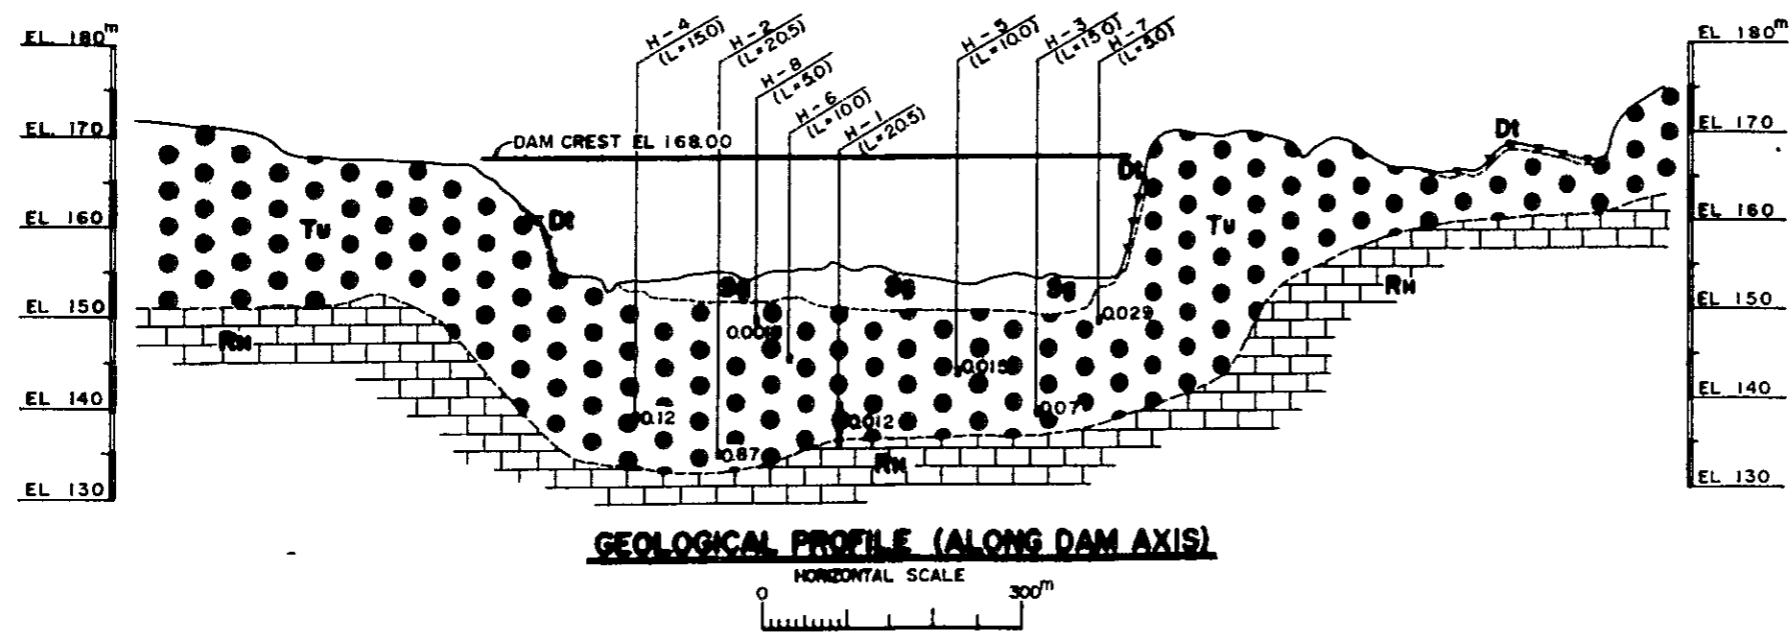 EL. 180m
EL. 170
EL 160
EL 150
EL 140
EL 130
H-4
(L=15.0)
H-2
(L=20.5)
H-8
(L=5.0)
H-6
(L=10.0)
H-1
(L=20.5)
H-5
(L=10.0)
H-3
(L=15.0)
H-7
(L=5.0)
EL 180m
EL 170
EL 160
EL 150
EL 140
EL 130
DAM CREST EL 168.00
Dt
Dt
Dt
Tu
Tu
Sg
Sg
Sg
0.029
0.015
0.12
0.012
0.07
0.87
RH
RH
RH
GEOLOGICAL PROFILE (ALONG DAM AXIS)
HORIZONTAL SCALE
0
300m